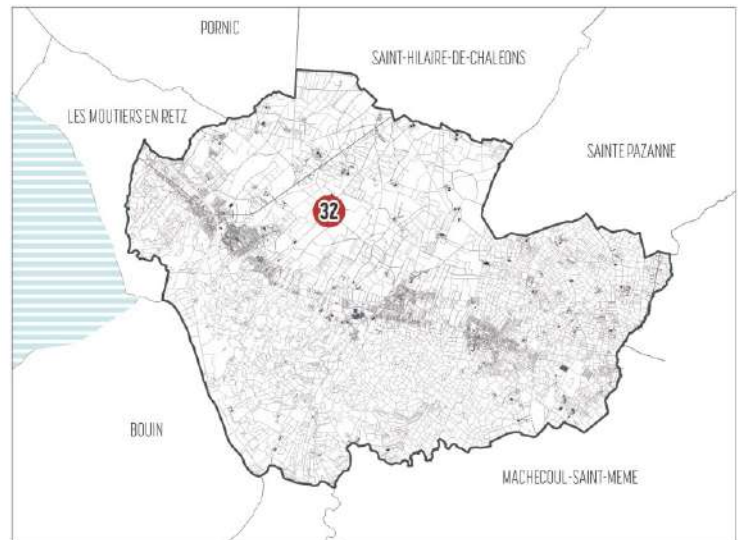 PORNIC
SAINT-HILAIRE-DE-CHALEONS
LES MOUTIERS EN RETZ
SAINTE PAZANNE
32
BOUIN
MACHECOUL-SAINT-MEME